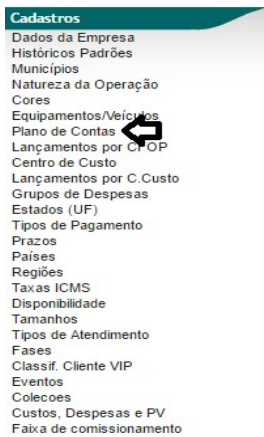 Cadastros
Dados da Empresa
Históricos Padrões
Municípios
Natureza da Operação
Cores
Equipamentos/Veículos
Plano de Contas
Lançamentos por CFOP
Centro de Custo
Lançamentos por C.Custo
Grupos de Despesas
Estados (UF)
Tipos de Pagamento
Prazos
Países
Regiões
Taxas ICMS
Disponibilidade
Tamanhos
Tipos de Atendimento
Fases
Classif. Cliente VIP
Eventos
Colecoes
Custos, Despesas e PV
Faixa de comissionamento